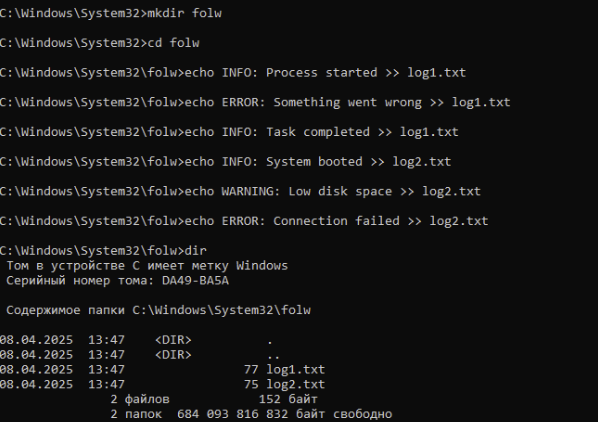 C:\Windows\System32>mkdir folw
C:\Windows\System32>cd folw
C:\Windows\System32\folw>echo INFO: Process started >> log1.txt
C:\Windows\System32\folw>echo ERROR: Something went wrong >> log1.txt
C:\Windows\System32\folw>echo INFO: Task completed >> log1.txt
C:\Windows\System32\folw>echo INFO: System booted >> log2.txt
C:\Windows\System32\folw>echo WARNING: Low disk space >> log2.txt
C:\Windows\System32\folw>echo ERROR: Connection failed >> log2.txt
C:\Windows\System32\folw>dir
Том в устройстве C имеет метку Windows
Серийный номер тома: DA49-BA5A
Содержимое папки C:\Windows\System32\folw
08.04.2025  13:47    <DIR>          .
08.04.2025  13:47    <DIR>          ..
08.04.2025  13:47                77 log1.txt
08.04.2025  13:47                75 log2.txt
2 файлов            152 байт
2 папок  684 093 816 832 байт свободно